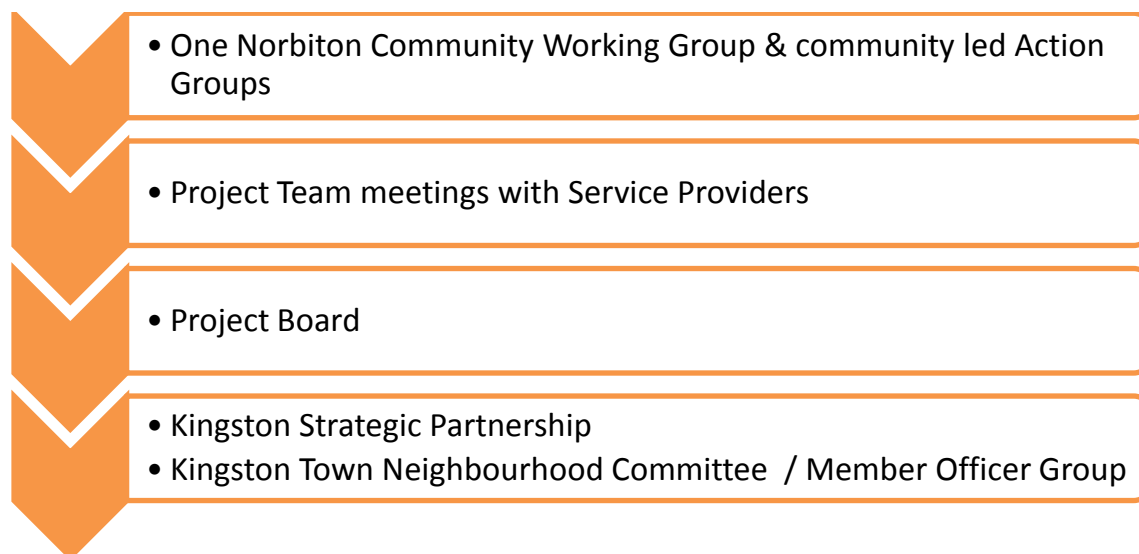 • One Norbiton Community Working Group & community led Action
Groups
• Project Team meetings with Service Providers
• Project Board
• Kingston Strategic Partnership
• Kingston Town Neighbourhood Committee / Member Officer Group